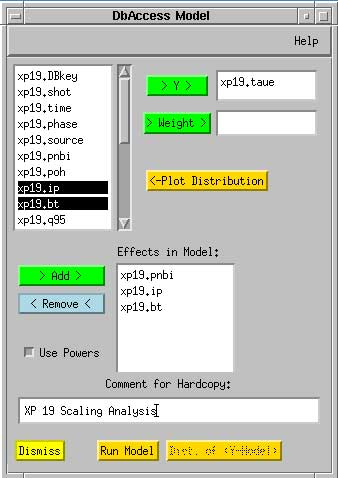 DbAccess Model
Help
xp19.DBkey
xp19.shot
xp19.time
xp19.phase
xp19.source
xp19.pnbi
xp19.poh
xp19.ip
xp19.bt
xp19.q95
> Y >
xp19.taue
> Weight >
<-Plot Distribution
Effects in Model:
> Add >
< Remove <
xp19.pnbi
xp19.ip
xp19.bt
Use Powers
Comment for Hardcopy:
XP 19 Scaling Analysis
Dismiss
Run Model
Dist. of <Y-Model>